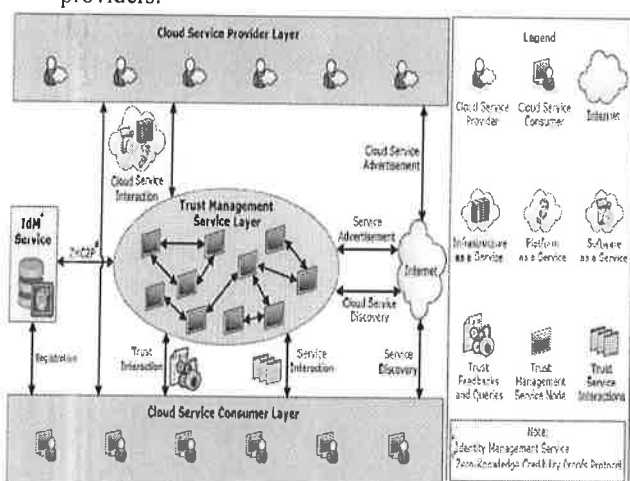 providers.
Cloud Service Provider Layer
Cloud Service
Interaction
Cloud Service
Advertisement
Trust Management
Service Layer
IdM
Service
ZKC2P
Service
Advertisement
Internet
Cloud Service
Discovery
Registration
Trust
Interaction
Service
Interaction
Service
Discovery
Cloud Service Consumer Layer
Legend
Cloud Service
Provider
Cloud Service
Consumer
Internet
Infrastructure
as a Service
Platform
as a Service
Software
as a Service
Trust
Feedbacks
and Queries
Trust
Management
Service Node
Trust
Service
Interactions
Note:
Identity Management Service
Zero-Knowledge Credibility Proofs Protocol